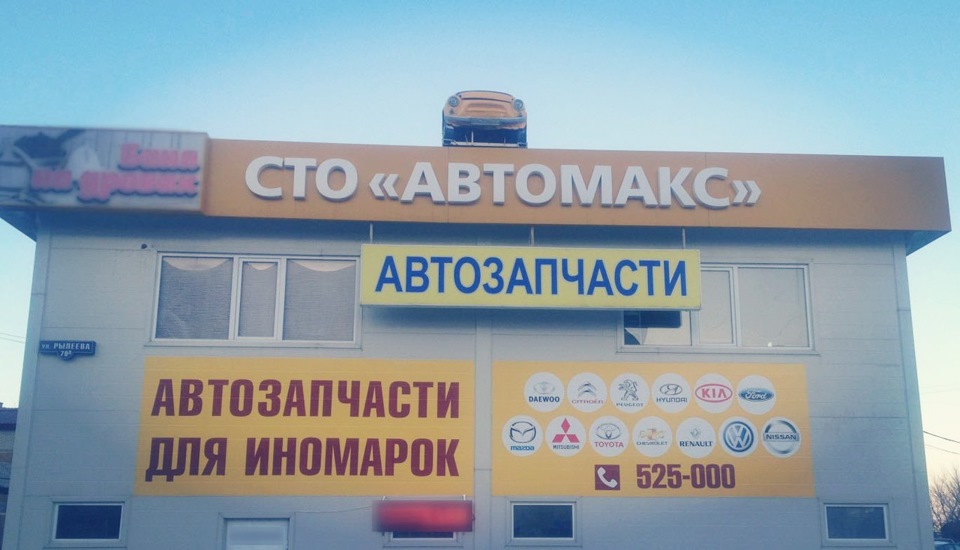 Баня
на дровах
СТО «АВТОМАКС»
АВТОЗАПЧАСТИ
ул. РЫЛЕЕВА
АВТОЗАПЧАСТИ
ДЛЯ ИНОМАРОК
DAEWOO CITROËN PEUGEOT HYUNDAI KIA Ford
mazda MITSUBISHI TOYOTA CHEVROLET RENAULT NISSAN
525-000